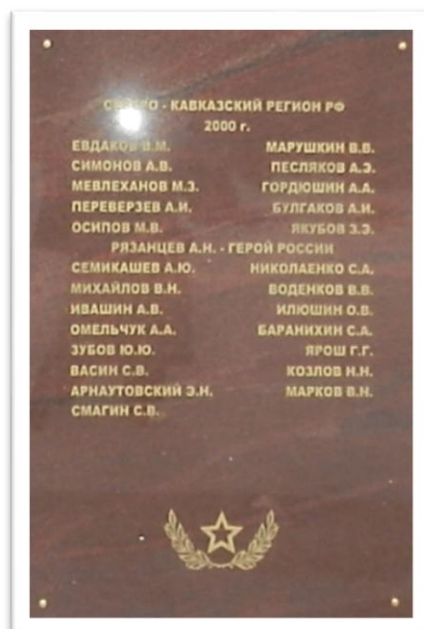 СЕВЕРО - КАВКАЗСКИЙ РЕГИОН РФ
2000 г.
ЕВДАКОВ В.М. МАРУШКИН В.В.
СИМОНОВ А.В. ПЕСЛЯКОВ А.Э.
МЕВЛЕХАНОВ М.З. ГОРДЮШИН А.А.
ПЕРЕВЕРЗЕВ А.И. БУЛГАКОВ А.И.
ОСИПОВ М.В. ЯКУБОВ З.Э.
РЯЗАНЦЕВ А.Н. - ГЕРОЙ РОССИИ
СЕМИКАШЕВ А.Ю. НИКОЛАЕНКО С.А.
МИХАЙЛОВ В.Н. ВОДЕНКОВ В.В.
ИВАШИН А.В. ИЛЮШИН О.В.
ОМЕЛЬЧУК А.А. БАРАНИХИН С.А.
ЗУБОВ Ю.Ю. ЯРОШ Г.Г.
ВАСИН С.В. КОЗЛОВ Н.Н.
АРНАУТОВСКИЙ Э.Н. МАРКОВ В.Н.
СМАГИН С.В.